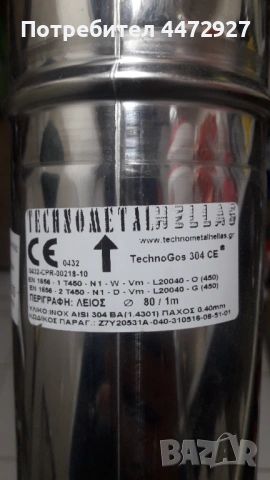 Потребител 4472927
TECHNOMETALHELLAS
www.technometalhellas.gr
CE 0432
TechnoGos 304 CE®
0432-CPR-00218-10
EN 1856 - 1 T450 - N1 - W - Vm - L20040 - O (450)
EN 1856 - 2 T450 - N1 - D - Vm - L20040 - G (450)
ΠΕΡΙΓΡΑΦΗ: ΛΕΙΟΣ Ø 80 / 1m
ΥΛΙΚΟ:INOX AISI 304 BA(1.4301) ΠΑΧΟΣ 0.40mm
ΚΩΔΙΚΟΣ ΠΑΡΑΓ.: Z7Y20531A-040-310516-08-51-01
BAZAR